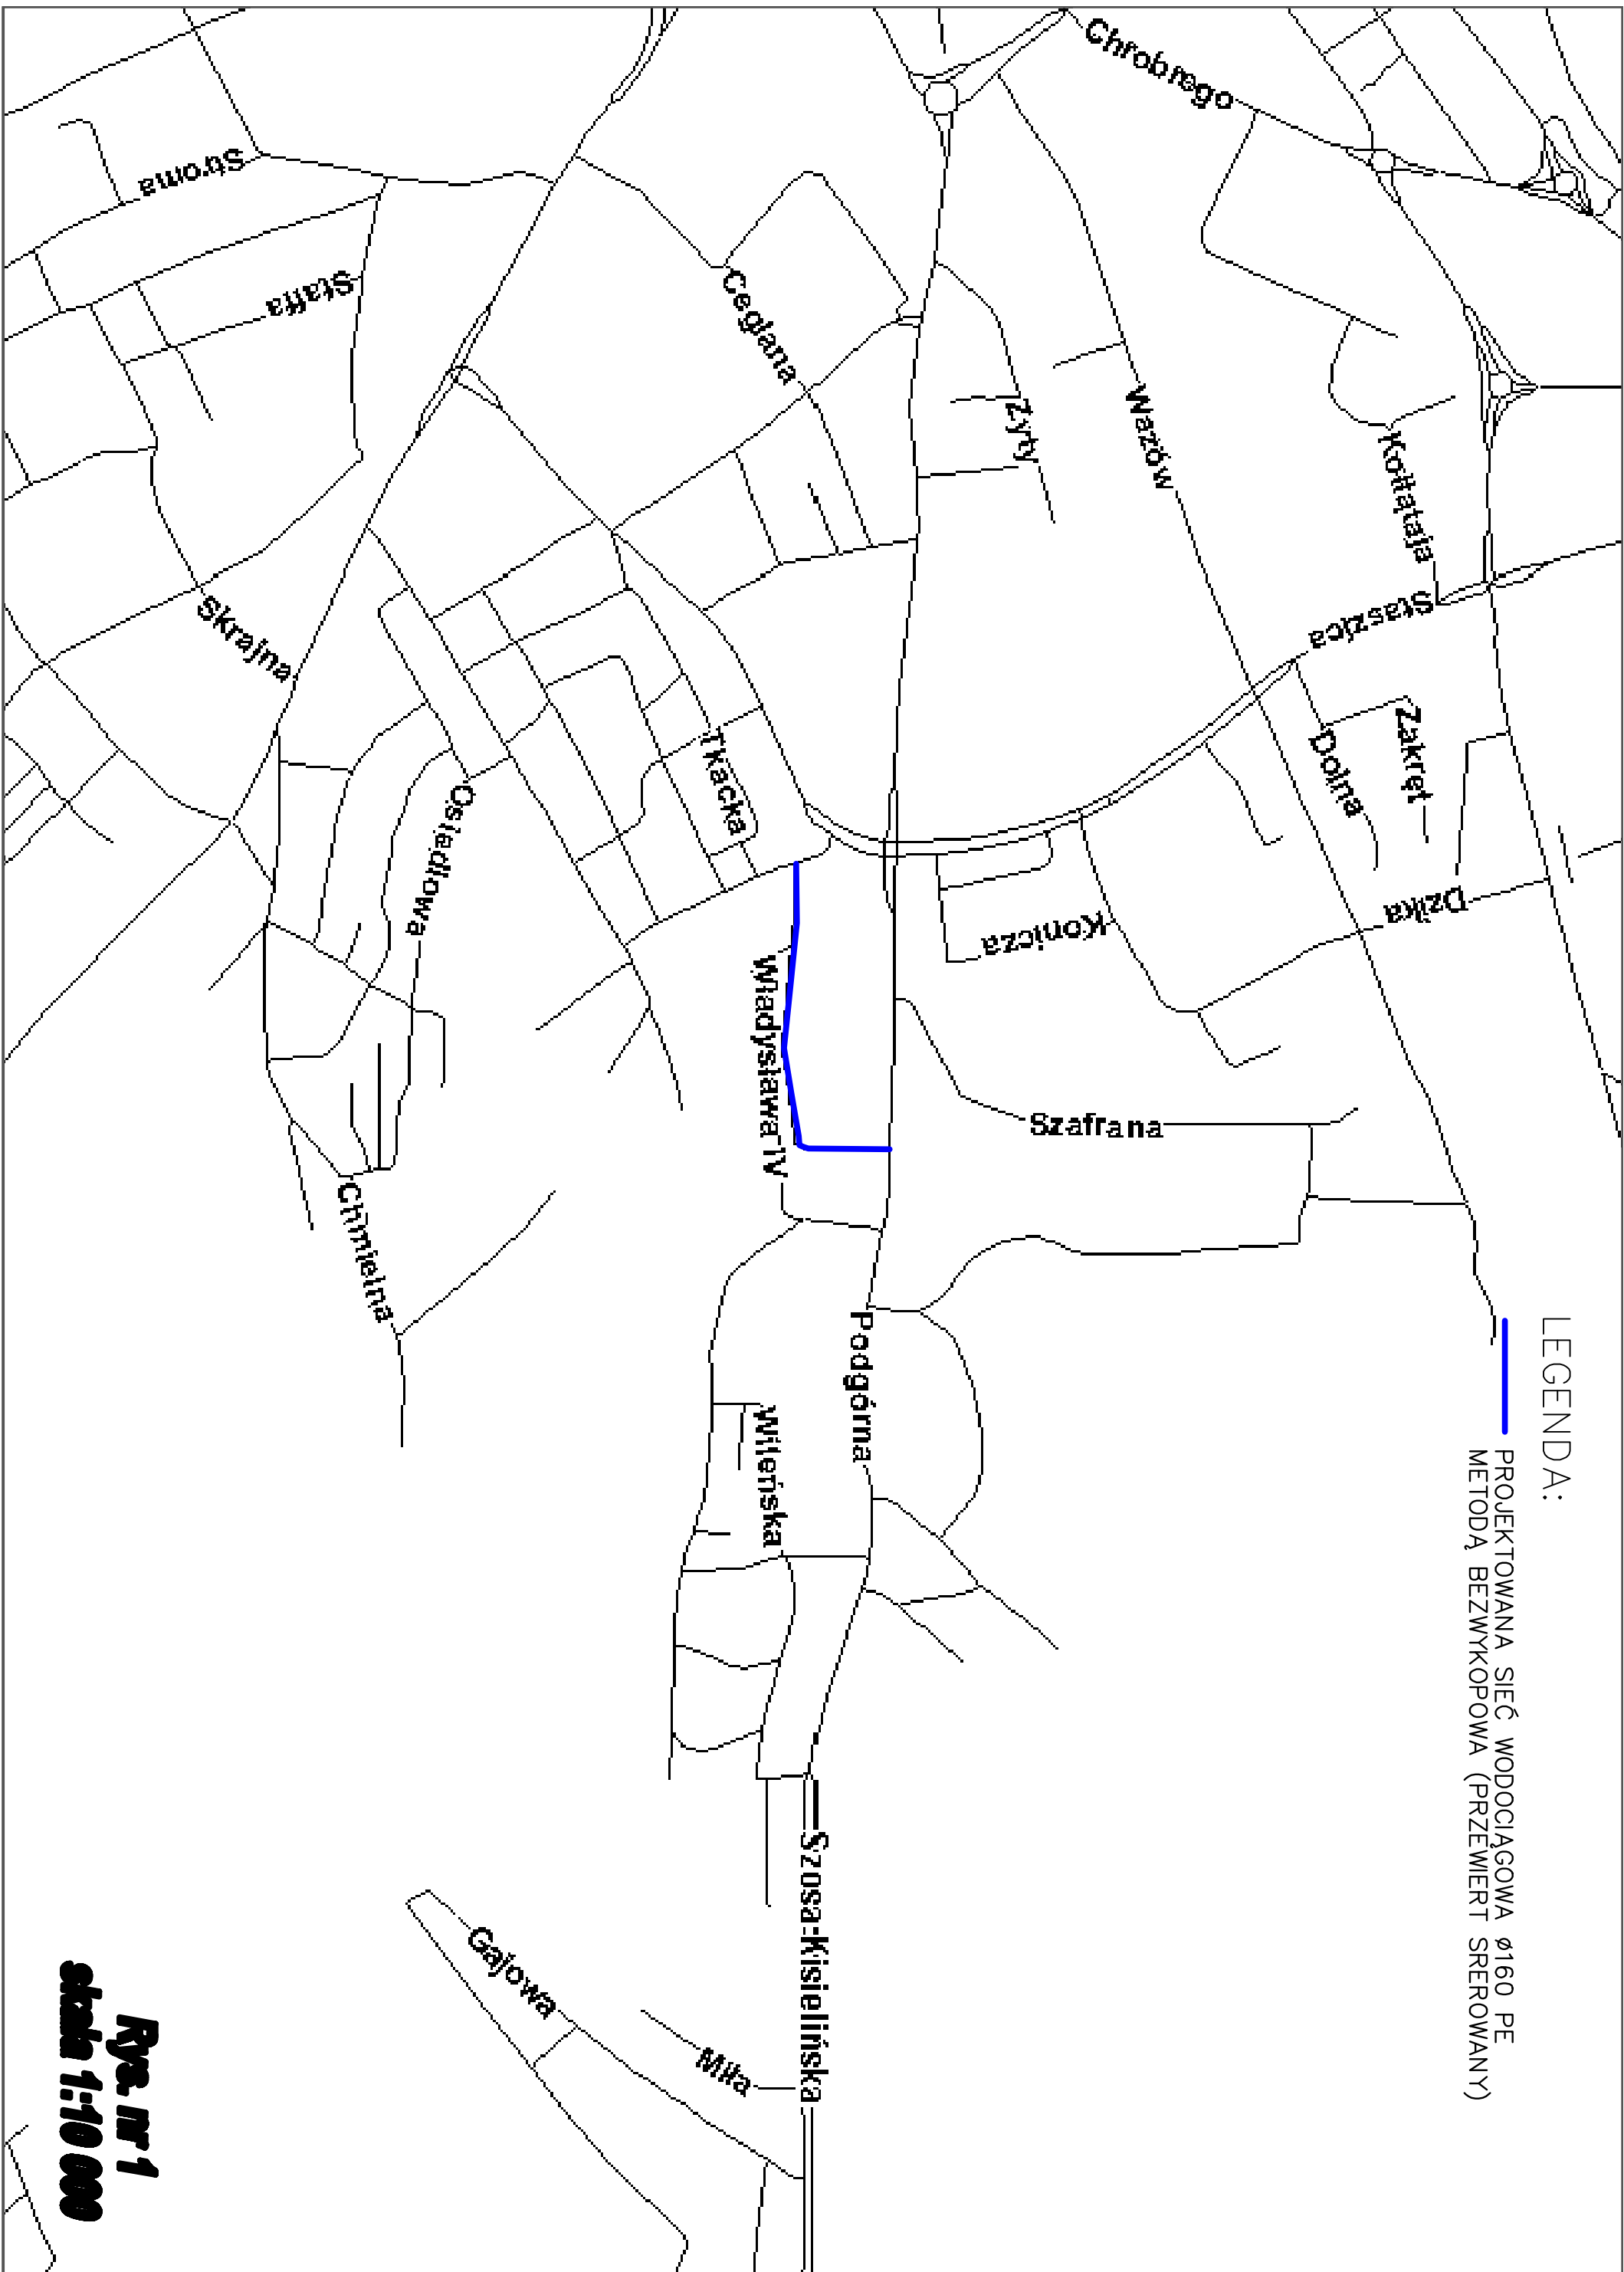 LEGENDA:
PROJEKTOWANA SIEĆ WODOCIĄGOWA ø160 PE
METODĄ BEZWYKOPOWA (PRZEWIERT SREROWANY)
Chrobrego
Kołłątaja
Staszica
Zakręt
Dolna
Dzika
Wazów
Zyty
Konicza
Szafrana
Podgórna
Szosa-Kisielińska
Ceglana
Tkacka
Władysława IV
Wileńska
Miła
Gajowa
Osiedlowa
Chmielna
Staffa
Skrajna
Stroma
Rys. nr 1
skala 1:10 000